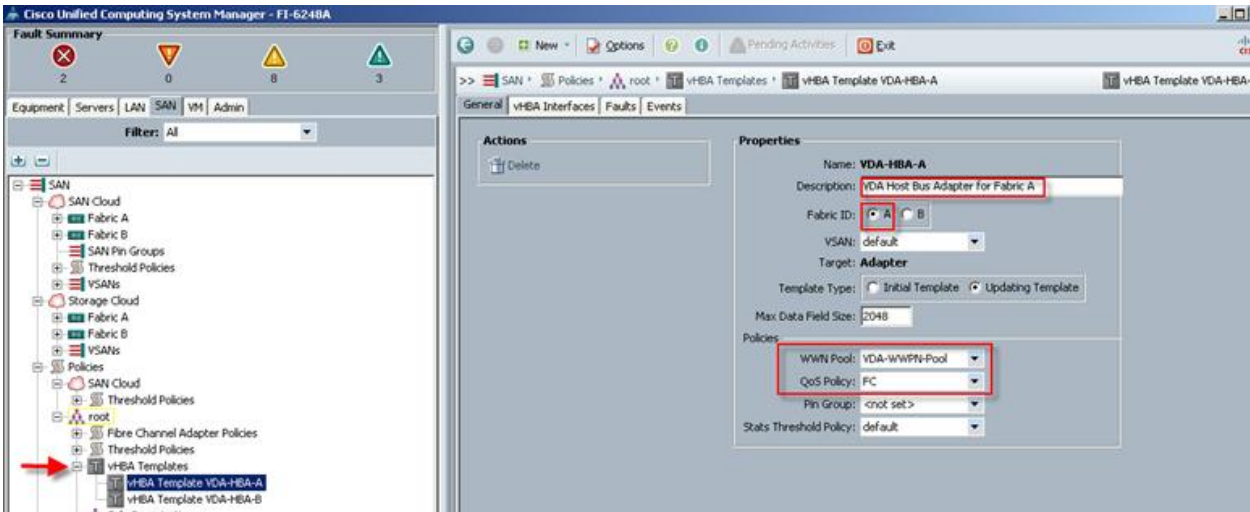 Cisco Unified Computing System Manager - FI-6248A
Fault Summary
2 0 8 3
Equipment Servers LAN SAN VM Admin
Filter: All
SAN
SAN Cloud
Fabric A
Fabric B
SAN Pin Groups
Threshold Policies
VSANs
Storage Cloud
Fabric A
Fabric B
VSANs
Policies
SAN Cloud
Threshold Policies
root
Fibre Channel Adapter Policies
Threshold Policies
vHBA Templates
vHBA Template VDA-HBA-A
vHBA Template VDA-HBA-B
New Options Pending Activities Exit
>> SAN Policies root vHBA Templates vHBA Template VDA-HBA-A vHBA Template VDA-HBA-
General vHBA Interfaces Faults Events
Actions
Delete
Properties
Name: VDA-HBA-A
Description: VDA Host Bus Adapter for Fabric A
Fabric ID: A B
VSAN: default
Target: Adapter
Template Type: Initial Template Updating Template
Max Data Field Size: 2048
Policies
WWN Pool: VDA-WWPN-Pool
QoS Policy: FC
Pin Group: <not set>
Stats Threshold Policy: default